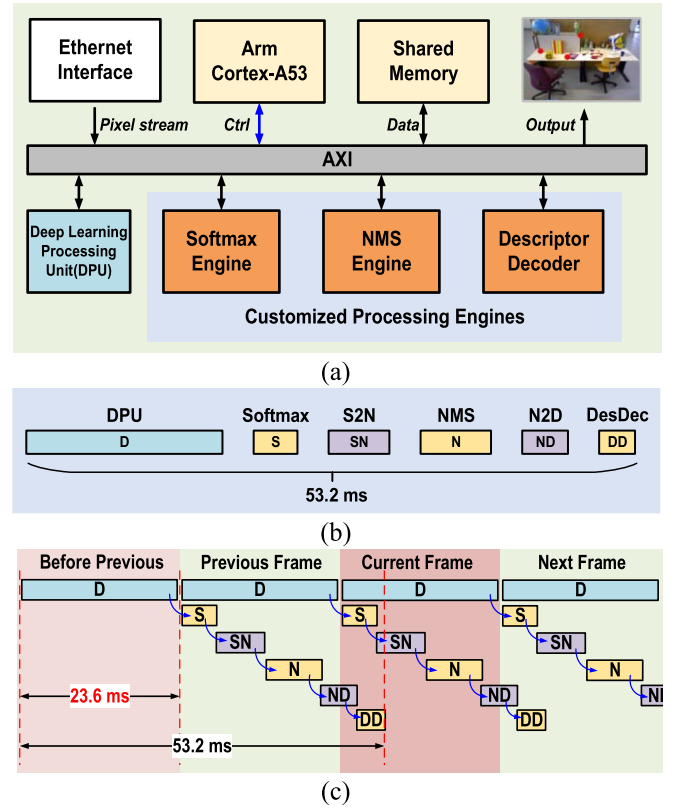 Ethernet
Interface
Arm
Cortex-A53
Shared
Memory
Pixel stream
Ctrl
Data
Output
AXI
Deep Learning
Processing
Unit(DPU)
Softmax
Engine
NMS
Engine
Descriptor
Decoder
Customized Processing Engines
(a)
DPU Softmax S2N NMS N2D DesDec
D S SN N ND DD
53.2 ms
(b)
Before Previous Previous Frame Current Frame Next Frame
D D D D
S S S
SN SN SN
N N N
23.6 ms ND ND ND
DD DD
53.2 ms
(c)